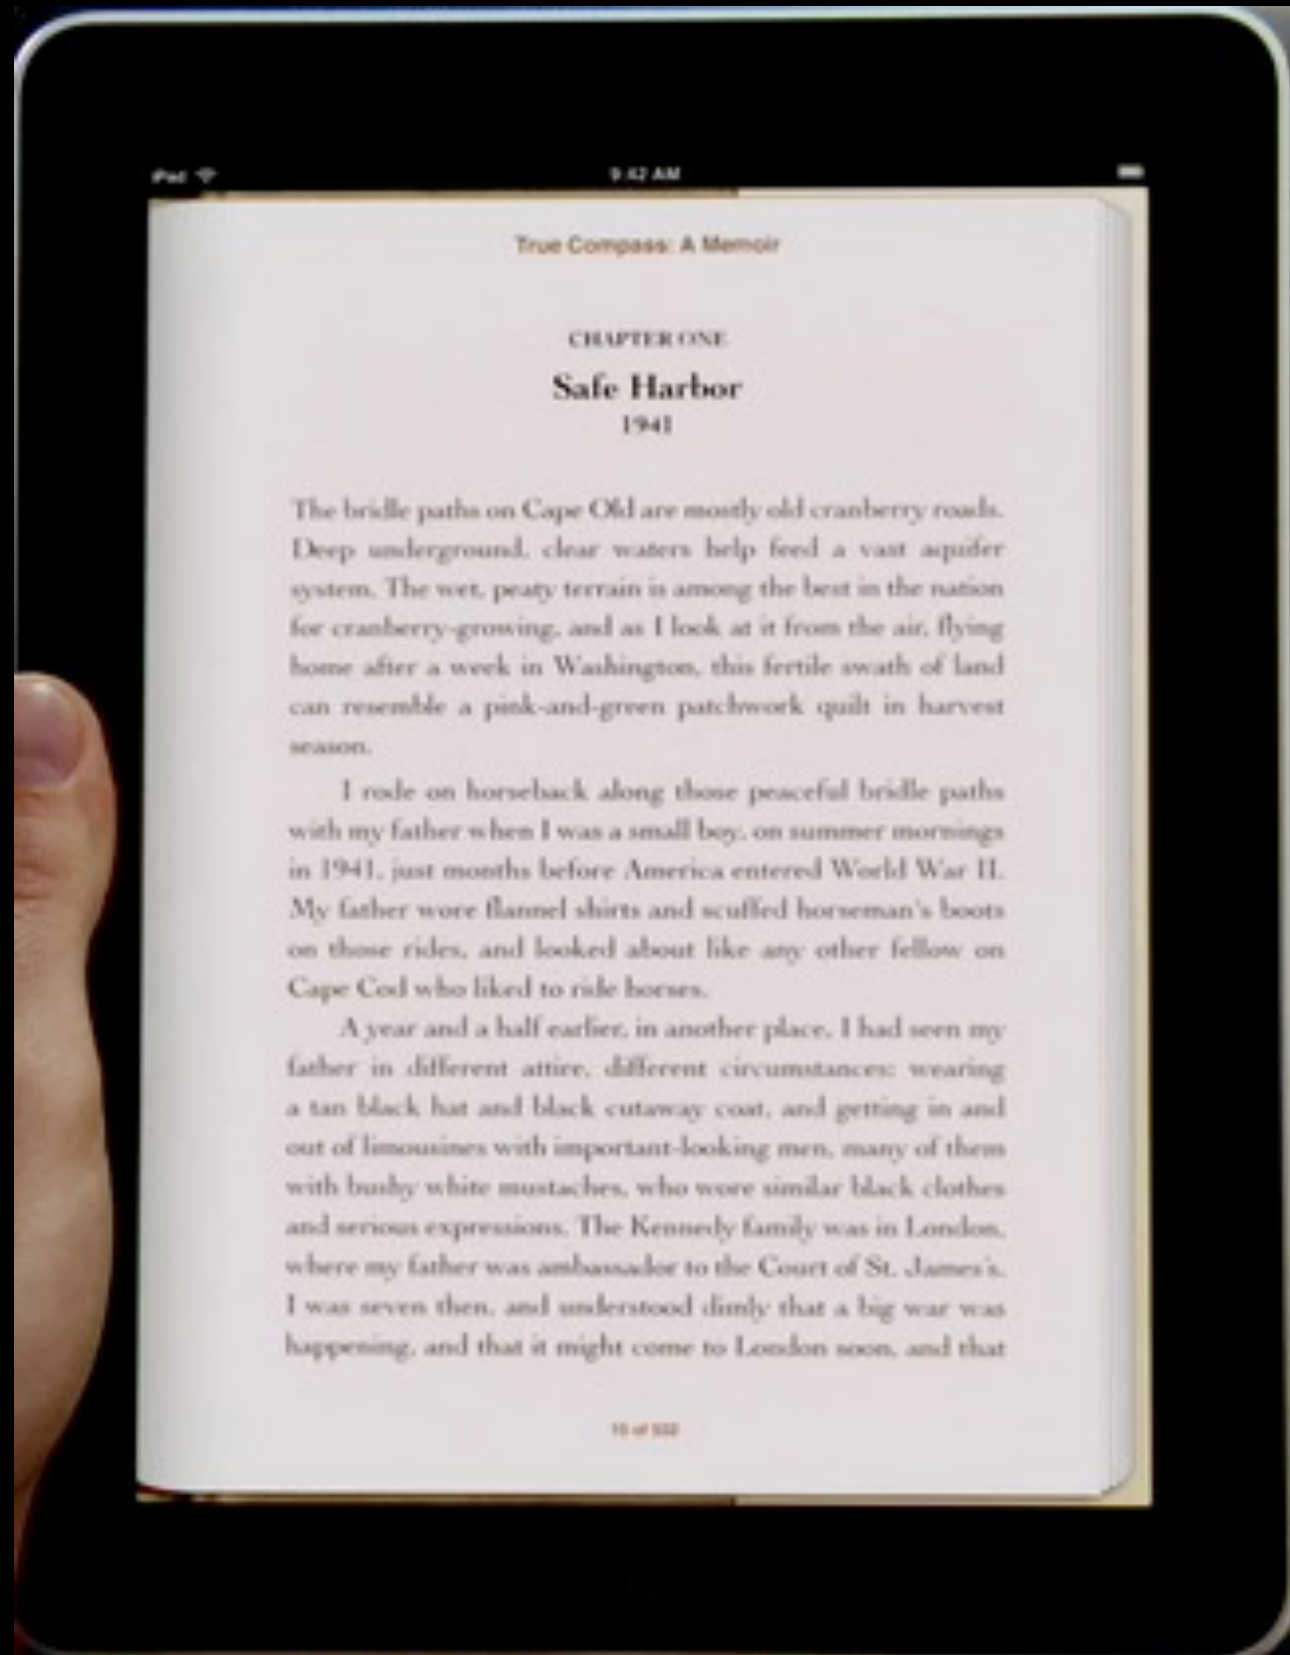 iPad
9:42 AM
True Compass: A Memoir
CHAPTER ONE
Safe Harbor
1941
The bridle paths on Cape Old are mostly old cranberry roads.
Deep underground, clear waters help feed a vast aquifer
system. The wet, peaty terrain is among the best in the nation
for cranberry-growing, and as I look at it from the air, flying
home after a week in Washington, this fertile swath of land
can resemble a pink-and-green patchwork quilt in harvest
season.
I rode on horseback along those peaceful bridle paths
with my father when I was a small boy, on summer mornings
in 1941, just months before America entered World War II.
My father wore flannel shirts and scuffed horseman's boots
on those rides, and looked about like any other fellow on
Cape Cod who liked to ride horses.
A year and a half earlier, in another place, I had seen my
father in different attire, different circumstances: wearing
a tan black hat and black cutaway coat, and getting in and
out of limousines with important-looking men, many of them
with bushy white mustaches, who wore similar black clothes
and serious expressions. The Kennedy family was in London,
where my father was ambassador to the Court of St. James's.
I was seven then, and understood dimly that a big war was
happening, and that it might come to London soon, and that
of